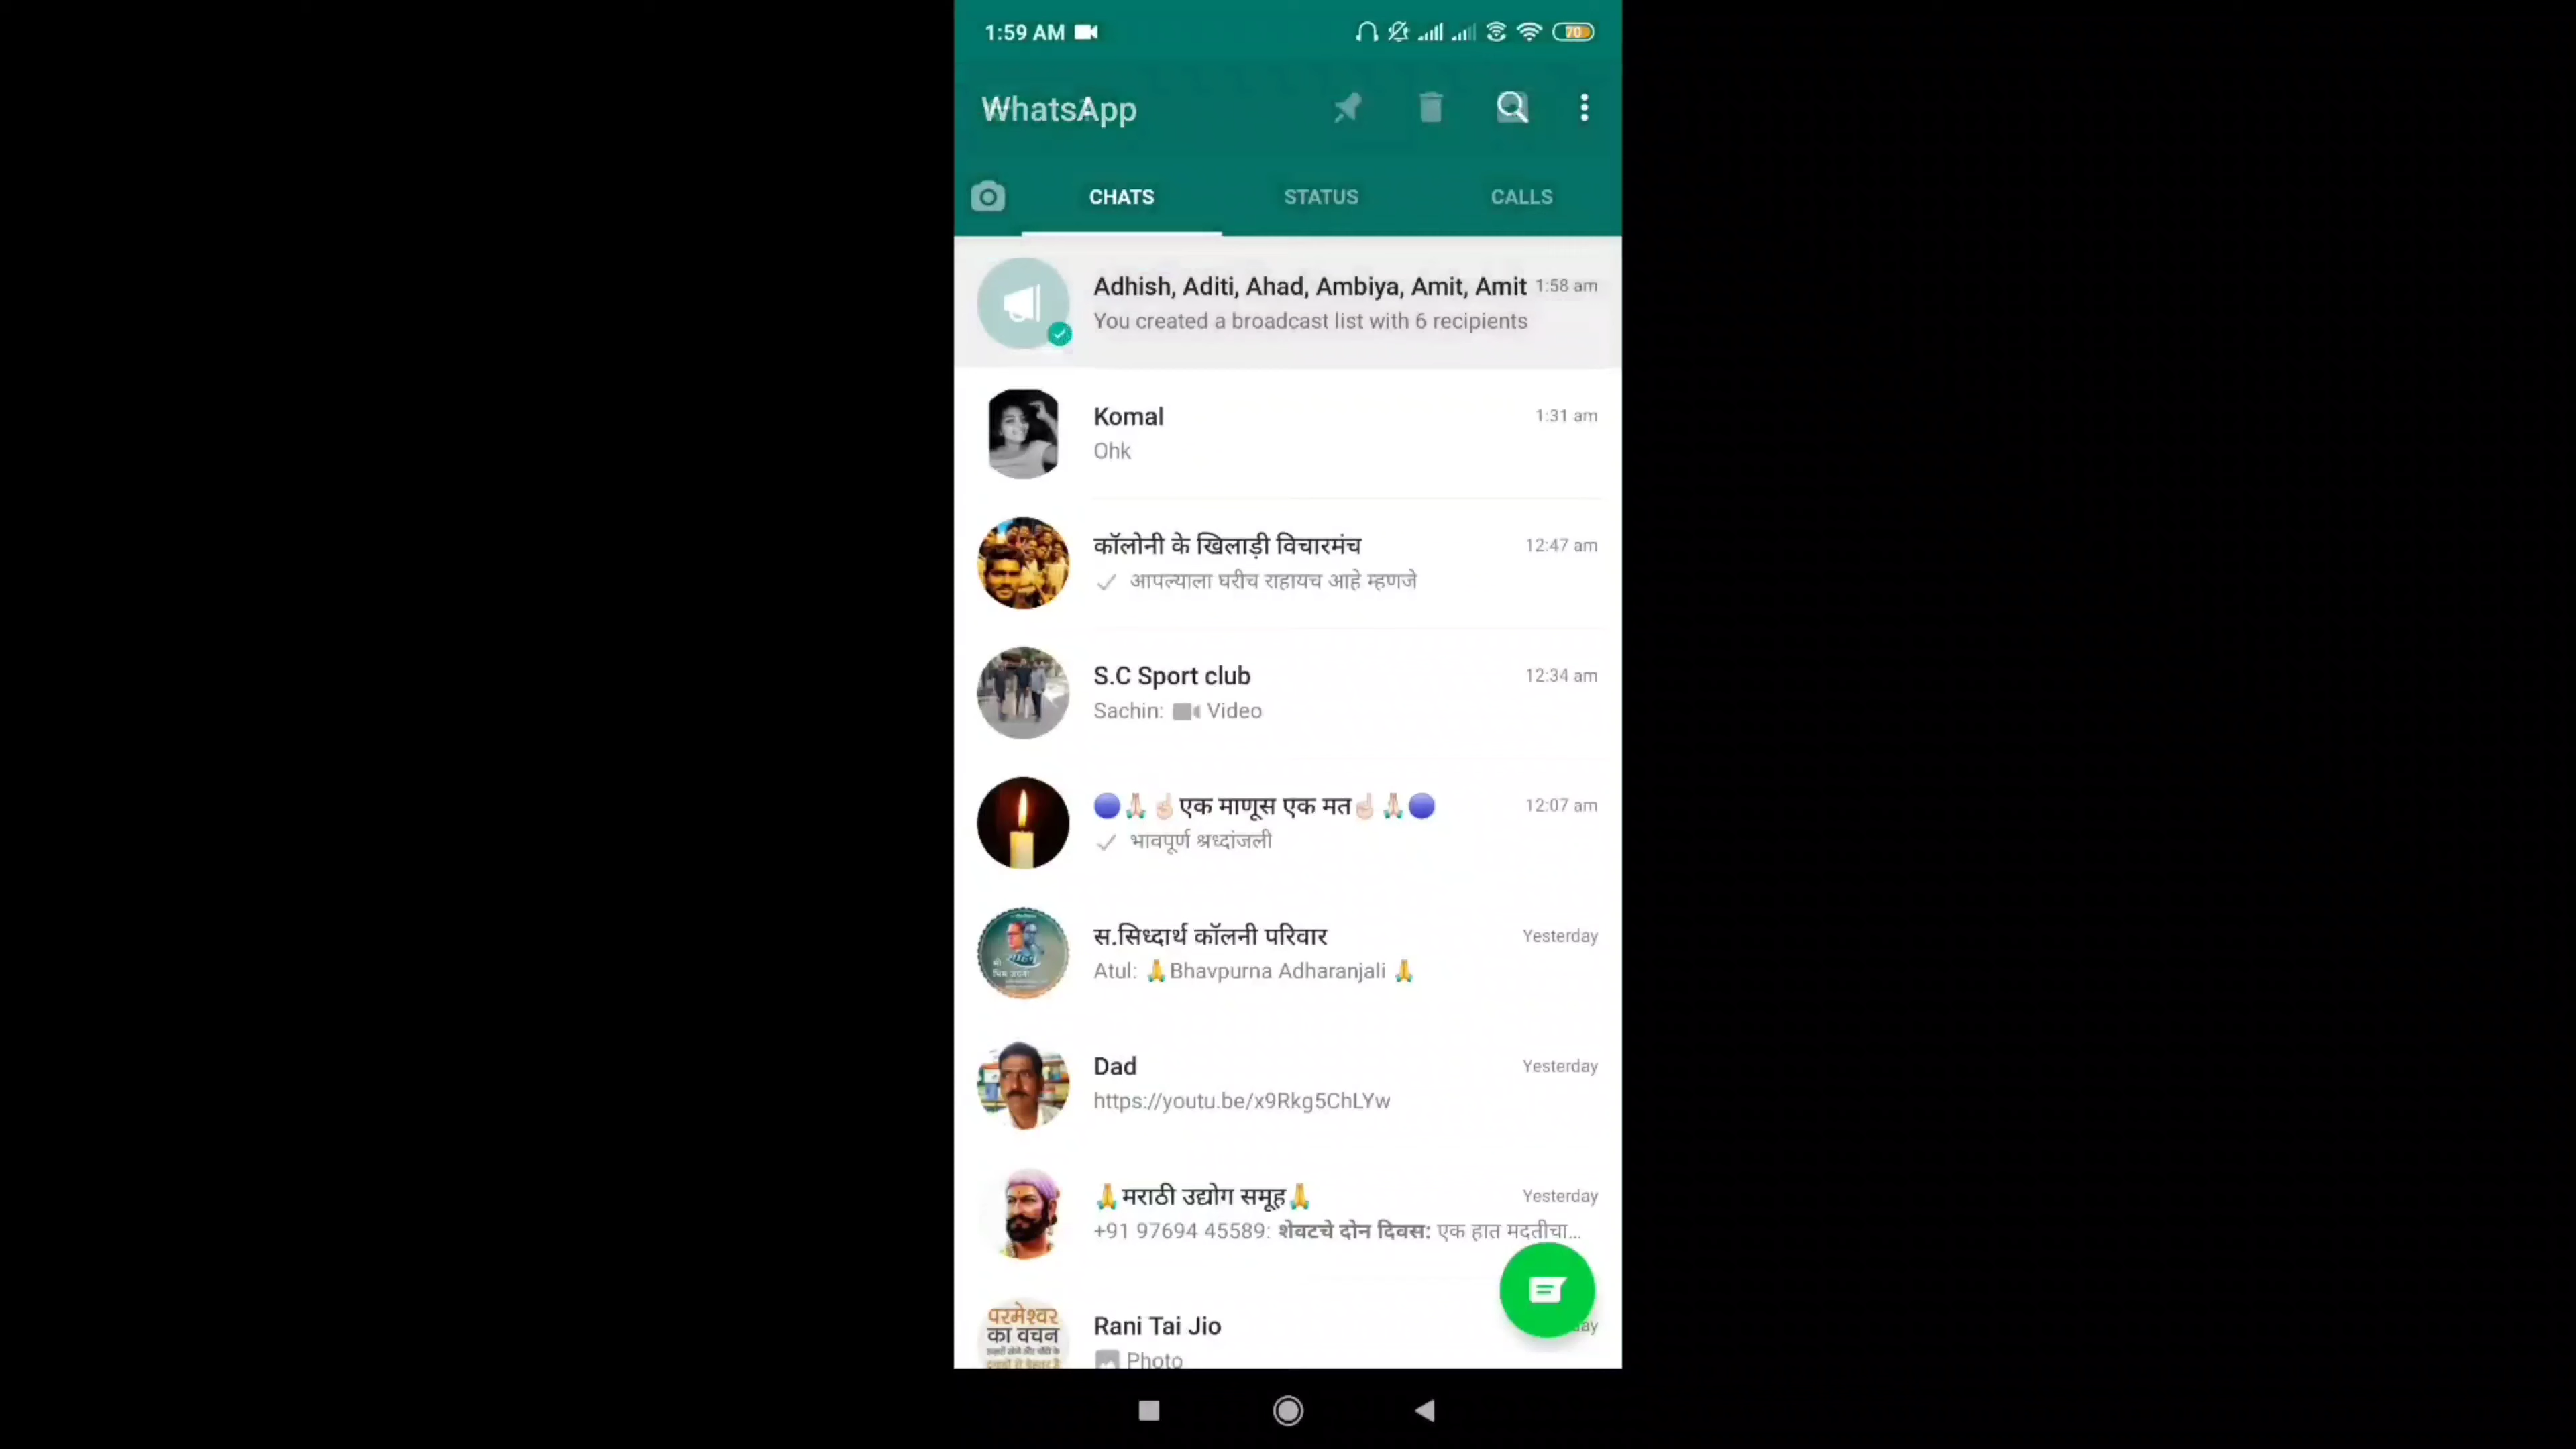 1:59 AM
70
WhatsApp
CHATS
STATUS
CALLS
Adhish, Aditi, Ahad, Ambiya, Amit, Amit 1:58 am
You created a broadcast list with 6 recipients
Komal 1:31 am
Ohk
कॉलोनी के खिलाड़ी विचारमंच 12:47 am
आपल्याला घरीच राहायच आहे म्हणजे
S.C Sport club 12:34 am
Sachin: Video
🔵🙏🏻☝🏻एक माणूस एक मत☝🏻🙏🏻🔵 12:07 am
भावपूर्ण श्रध्दांजली
स.सिध्दार्थ कॉलनी परिवार Yesterday
Atul: 🙏Bhavpurna Adharanjali 🙏
Dad Yesterday
https://youtu.be/x9Rkg5ChLYw
🙏मराठी उद्योग समूह🙏 Yesterday
+91 97694 45589: शेवटचे दोन दिवस: एक हात मदतीचा...
परमेश्वर
का वचन
Rani Tai Jio
Photo